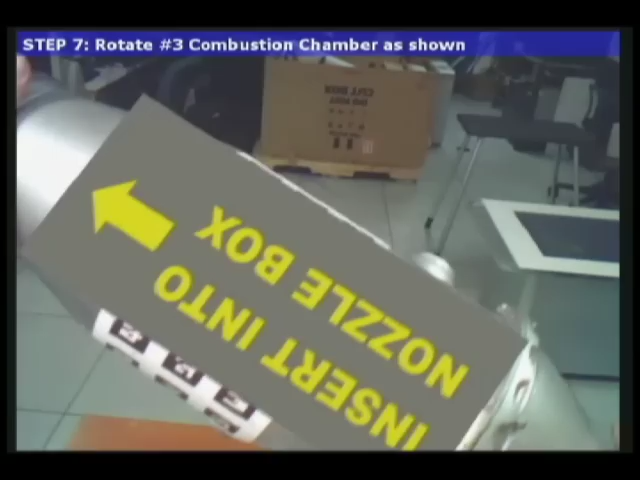 STEP 7: Rotate #3 Combustion Chamber as shown
INSERT INTO
NOZZLE BOX